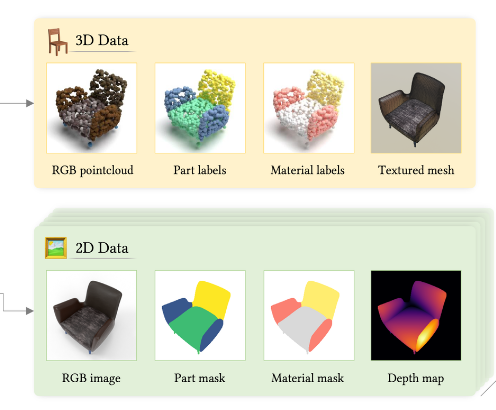 3D Data
RGB pointcloud Part labels Material labels Textured mesh
2D Data
RGB image Part mask Material mask Depth map